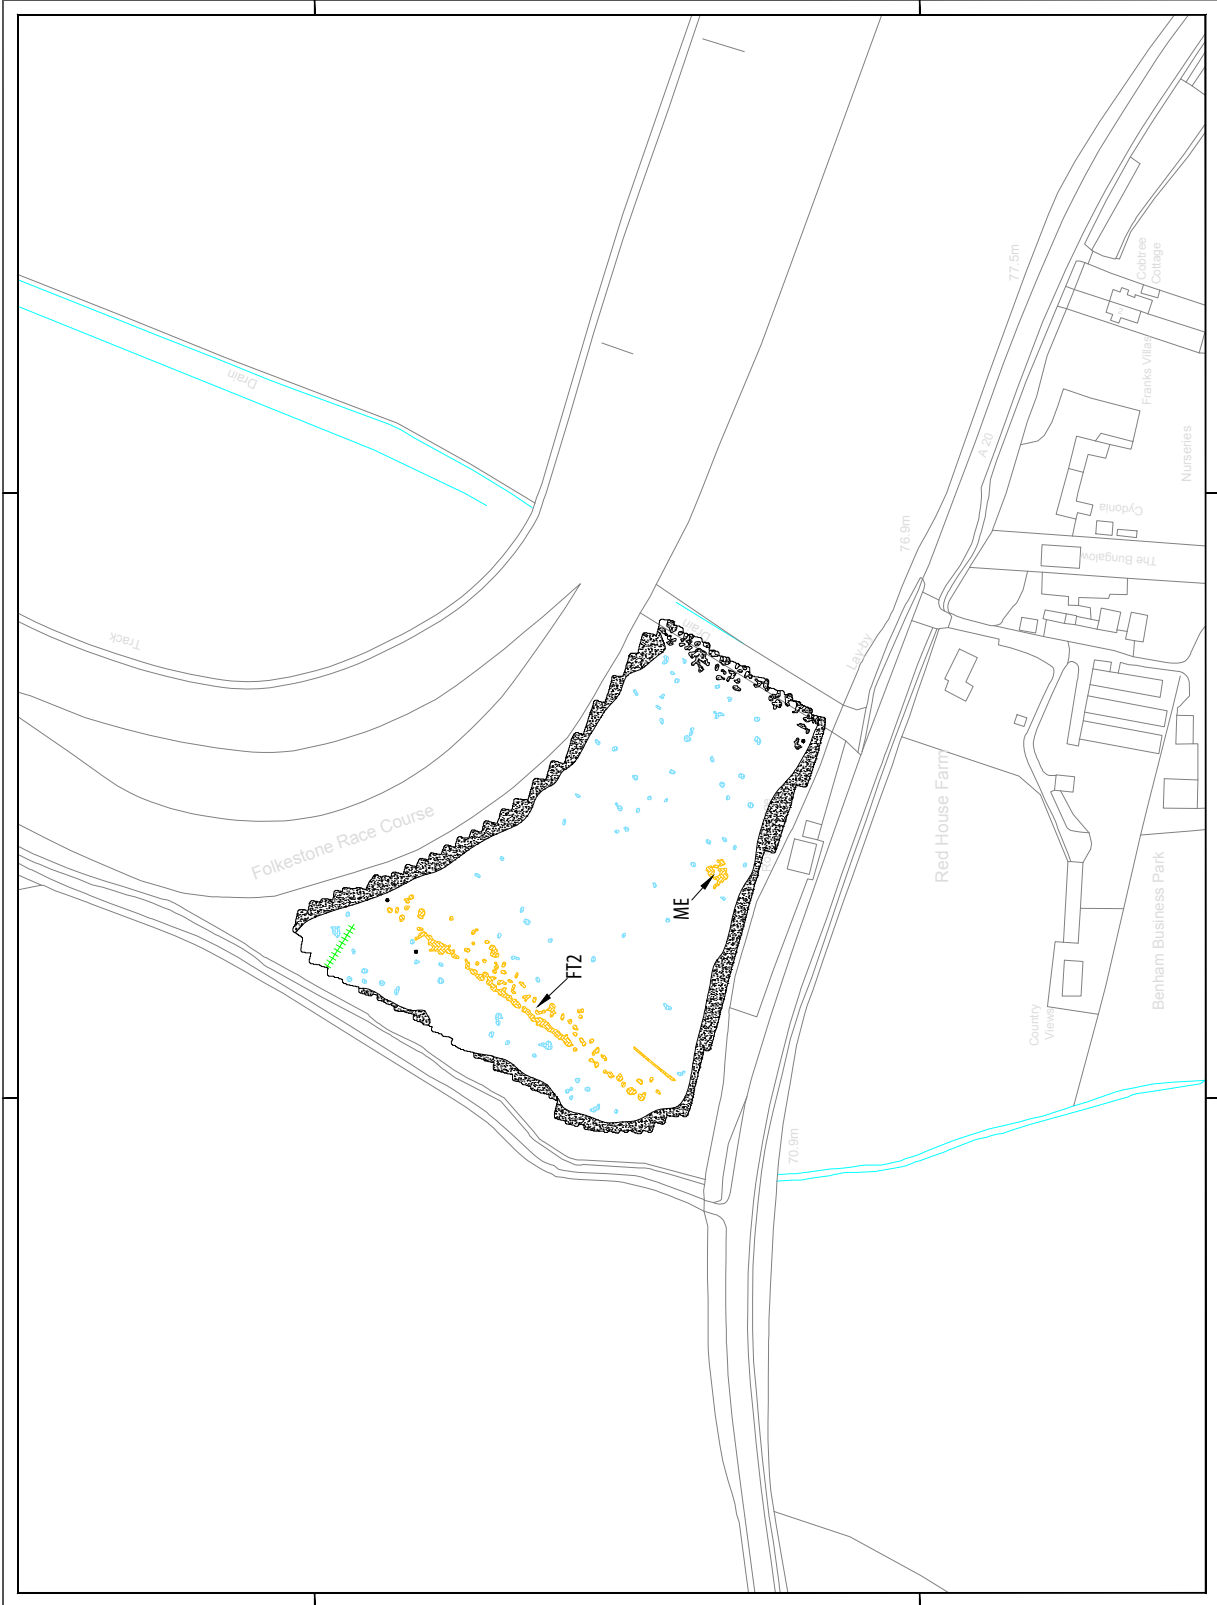 Drain
Track
77.5m
Cobtree
Cottage
Franks Villas
A 20
Nurseries
Cydonia
76.9m
The Bungalow
Drain
Lay-by
Folkestone Race Course
Red House Farm
ME
FT2
Benham Business Park
Country
Views
70.9m